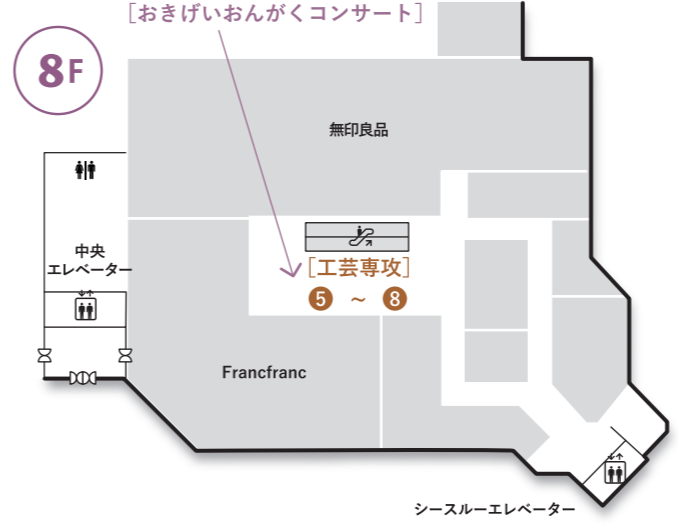 ［おきげいおんがくコンサート］
8F
無印良品
中央
エレベーター
［工芸専攻］
❺ ～ ❽
Francfranc
シースルーエレベーター